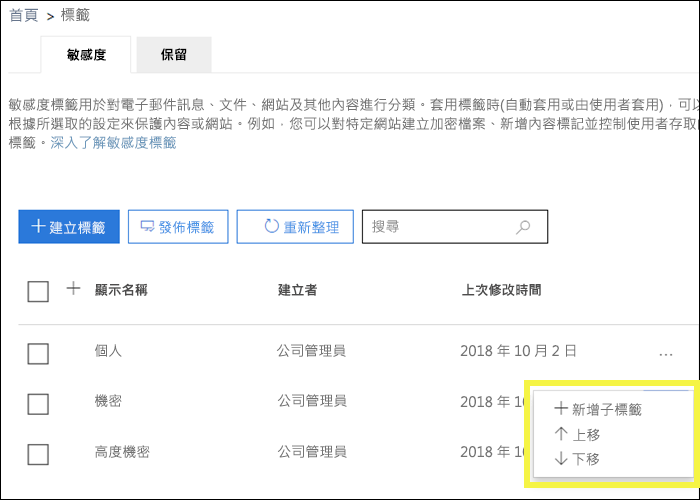 首頁 > 標籤
敏感度 保留
敏感度標籤用於對電子郵件訊息、文件、網站及其他內容進行分類。套用標籤時(自動套用或由使用者套用)，可以
根據所選取的設定來保護內容或網站。例如，您可以對特定網站建立加密檔案、新增內容標記並控制使用者存取
標籤。深入了解敏感度標籤
+ 建立標籤 發佈標籤 重新整理 搜尋
+ 顯示名稱 建立者 上次修改時間
個人 公司管理員 2018 年 10 月 2 日 ...
機密 公司管理員 2018 年 10
+ 新增子標籤
↑ 上移
高度機密 公司管理員 2018 年 10
↓ 下移